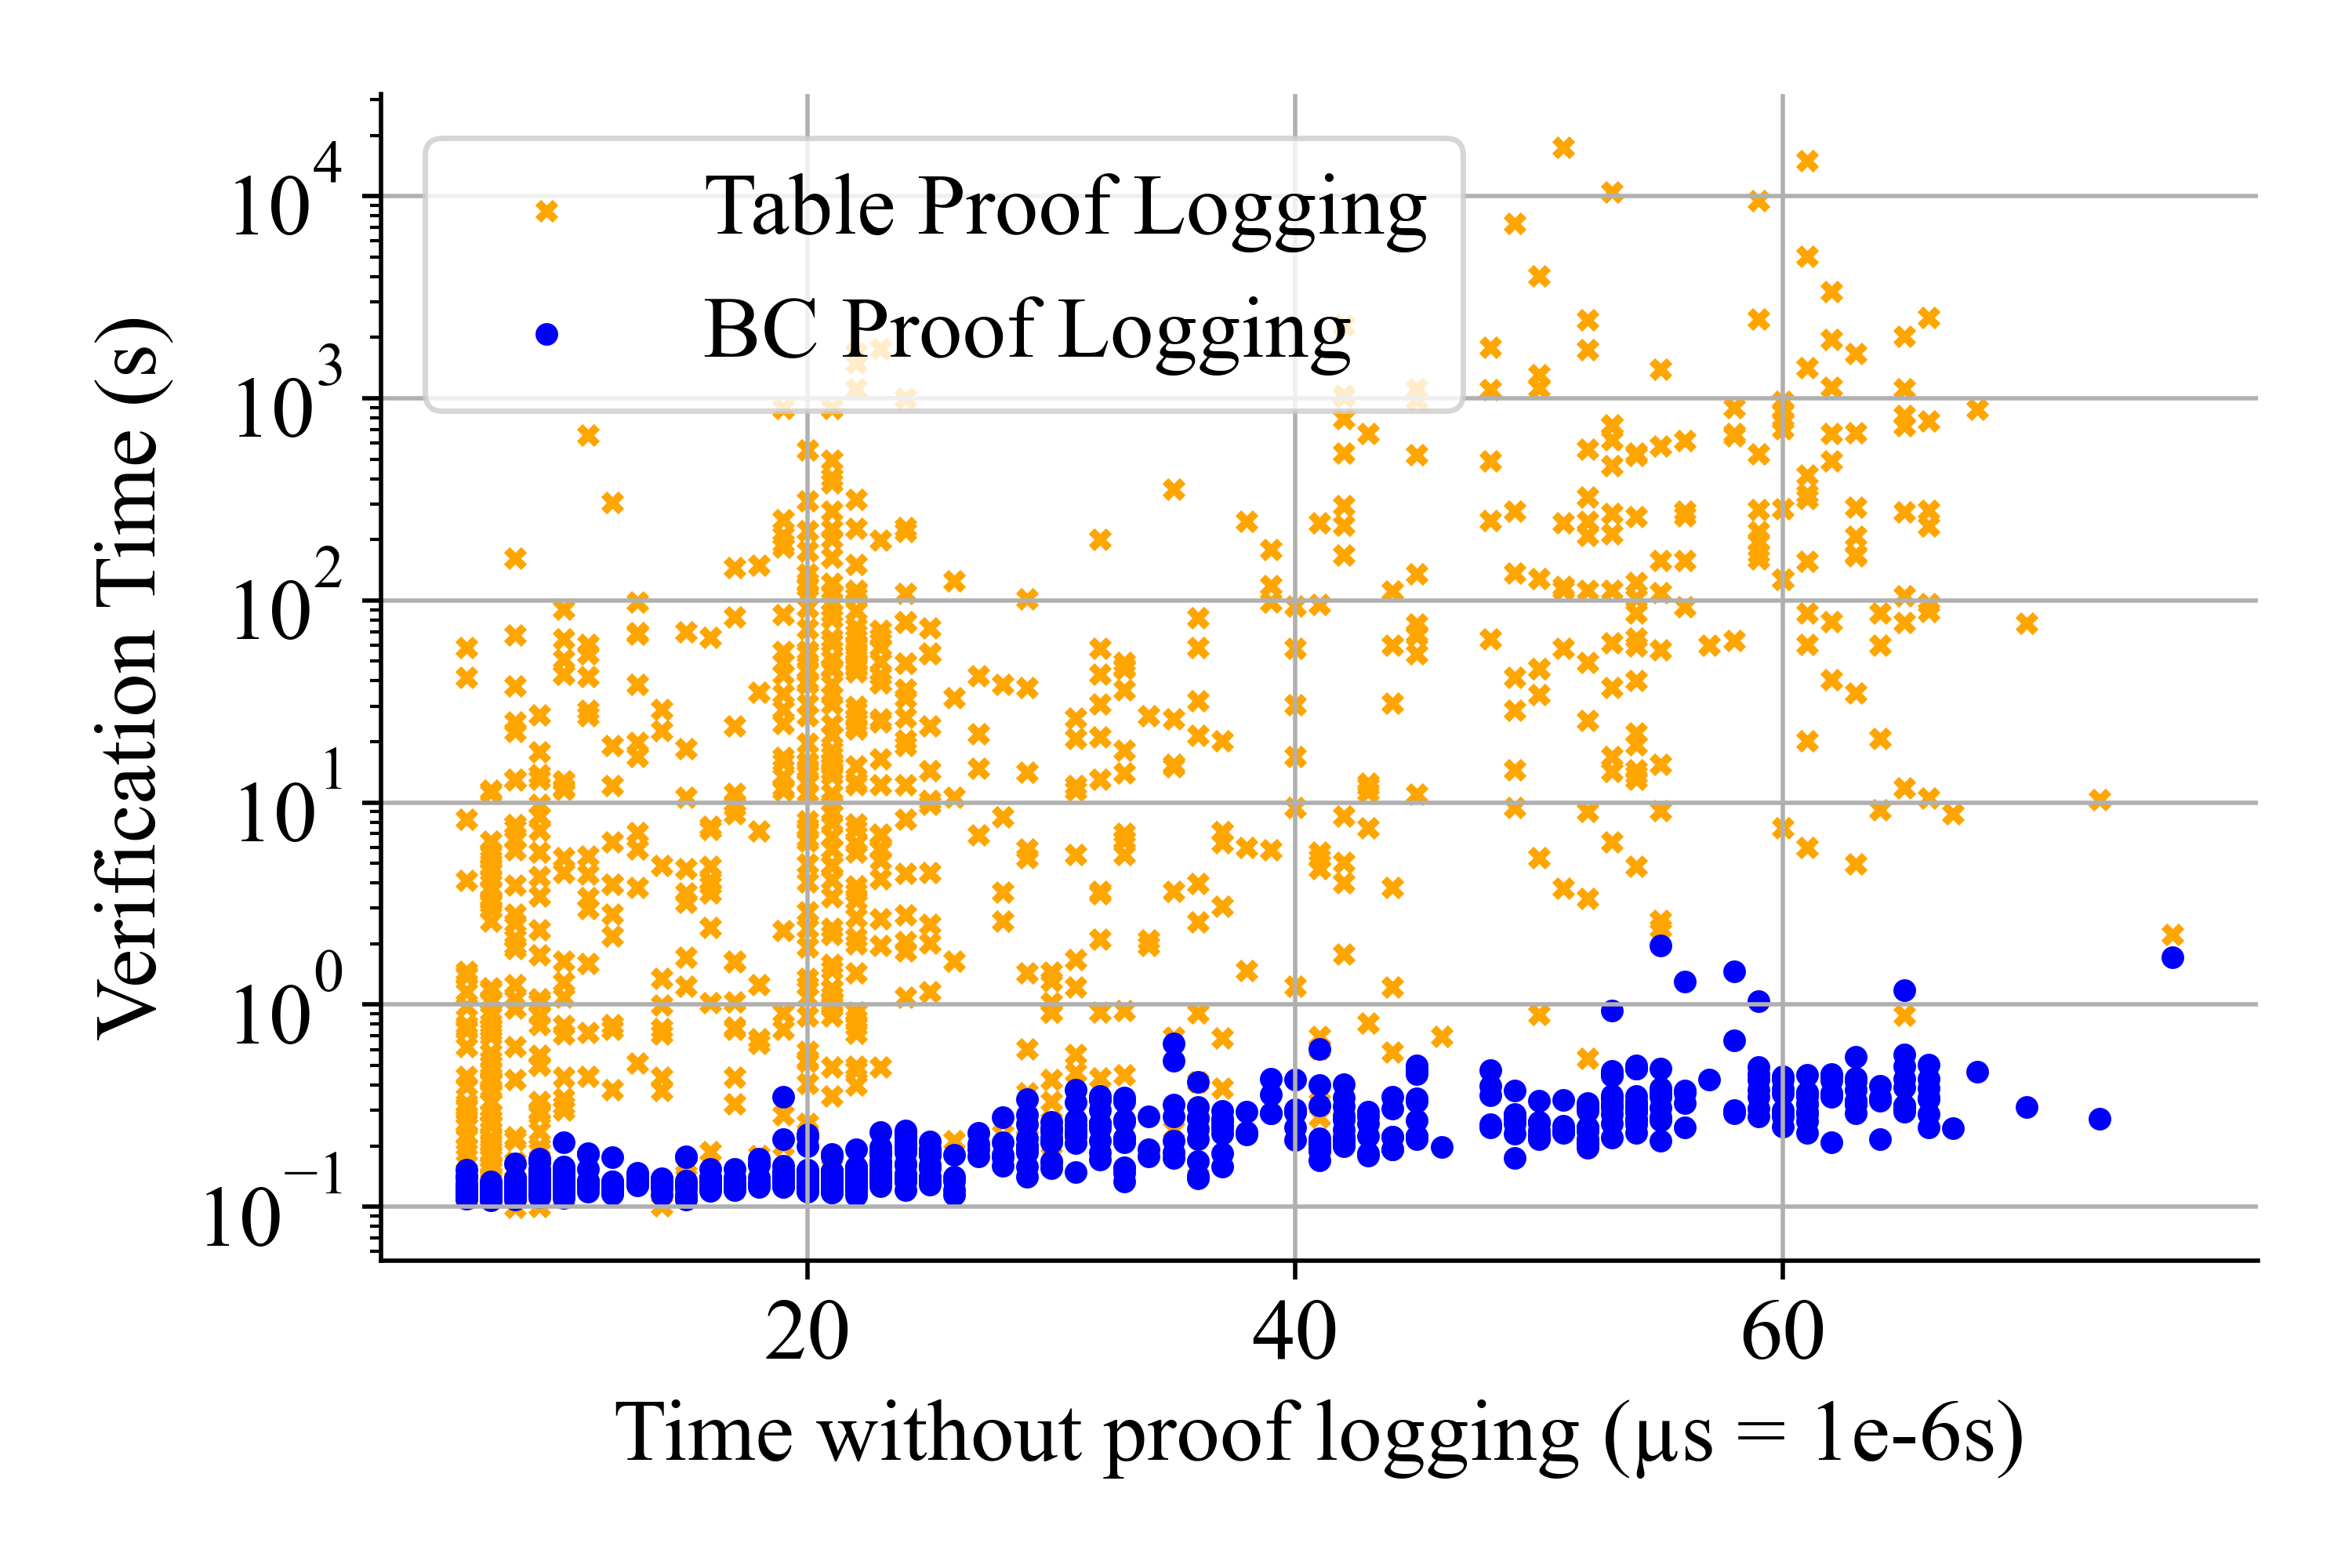 Table Proof Logging
BC Proof Logging
Verification Time (s)
10^4
10^3
10^2
10^1
10^0
10^−1
20 40 60
Time without proof logging (µs = 1e-6s)